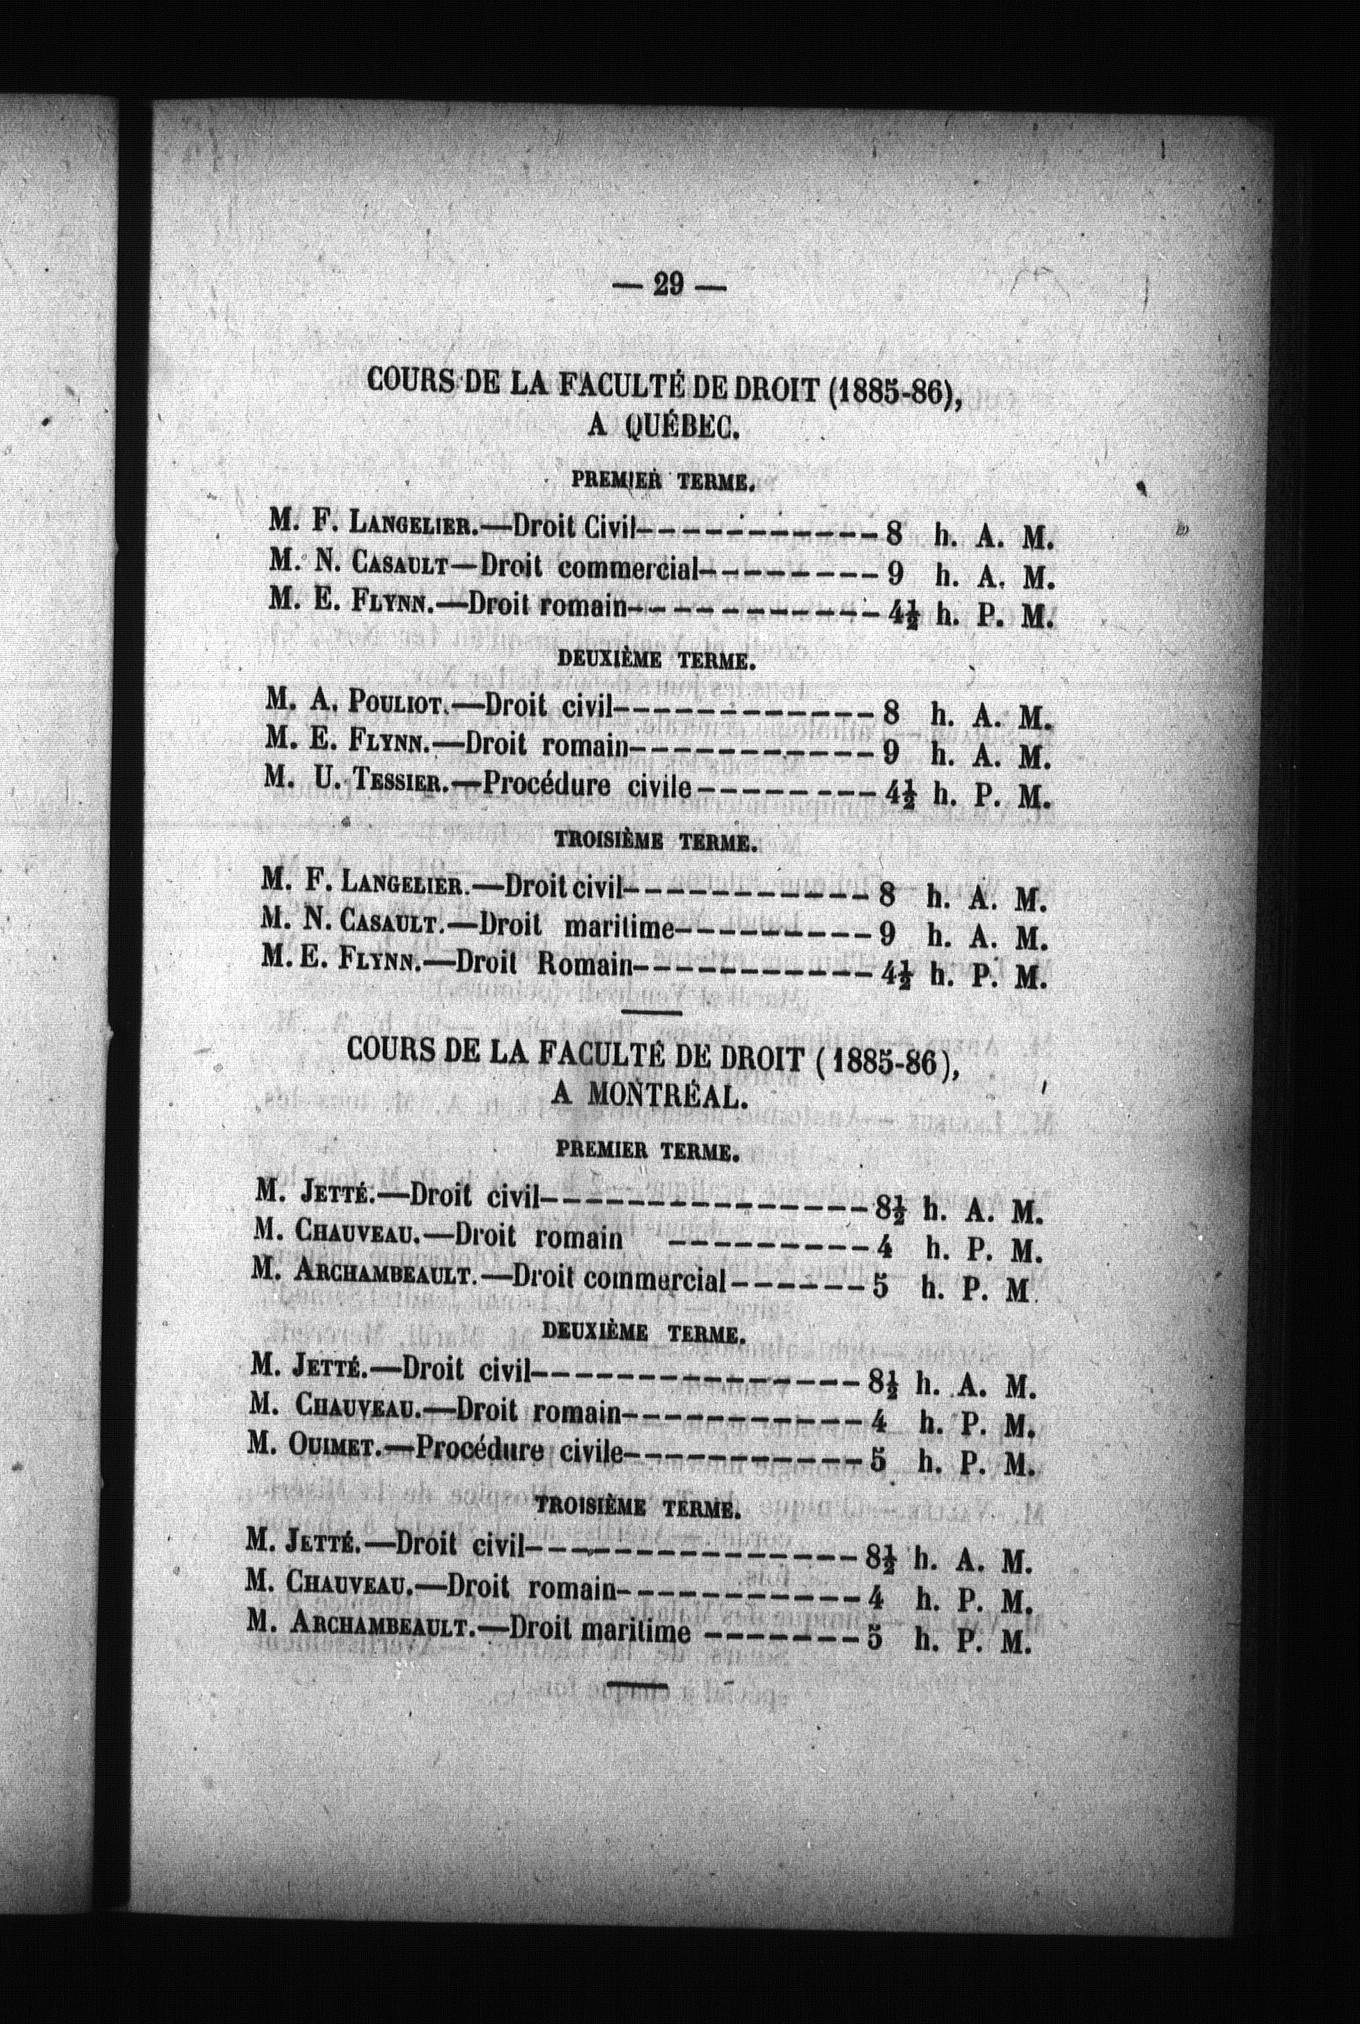 — 29 —
COURS DE LA FACULTÉ DE DROIT (1885-86),
A QUÉBEC.
PREMIER TERME.
M. F. LANGELIER.—Droit Civil----------- 8 h. A. M.
M. N. CASAULT—Droit commercial--------- 9 h. A. M.
M. E. FLYNN.—Droit romain----------- 4½ h. P. M.
DEUXIÈME TERME.
M. A. POULIOT.—Droit civil------------ 8 h. A. M.
M. E. FLYNN.—Droit romain----------- 9 h. A. M.
M. U. TESSIER.—Procédure civile -------- 4½ h. P. M.
TROISIÈME TERME.
M. F. LANGELIER.—Droit civil----------- 8 h. A. M.
M. N. CASAULT.—Droit maritime--------- 9 h. A. M.
M. E. FLYNN.—Droit Romain----------- 4½ h. P. M.
COURS DE LA FACULTÉ DE DROIT (1885-86),
A MONTRÉAL.
PREMIER TERME.
M. JETTÉ.—Droit civil--------------- 8½ h. A. M.
M. CHAUVEAU.—Droit romain --------- 4 h. P. M.
M. ARCHAMBEAULT.—Droit commercial ------ 5 h. P. M.
DEUXIÈME TERME.
M. JETTÉ.—Droit civil--------------- 8½ h. A. M.
M. CHAUVEAU.—Droit romain----------- 4 h. P. M.
M. OUIMET.—Procédure civile----------- 5 h. P. M.
TROISIÈME TERME.
M. JETTÉ.—Droit civil--------------- 8½ h. A. M.
M. CHAUVEAU.—Droit romain----------- 4 h. P. M.
M. ARCHAMBEAULT.—Droit maritime ------- 5 h. P. M.